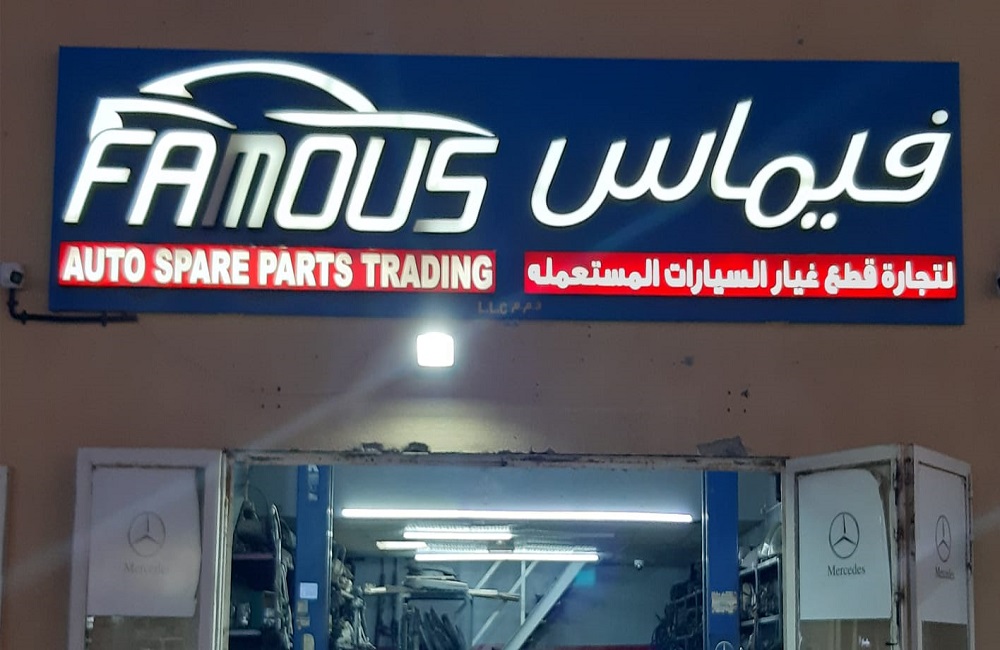 FAMOUS
فيماس
AUTO SPARE PARTS TRADING
لتجارة قطع غيار السيارات المستعمله
L.L.C ذ.م.م
Mercedes
Mercedes
Mercedes